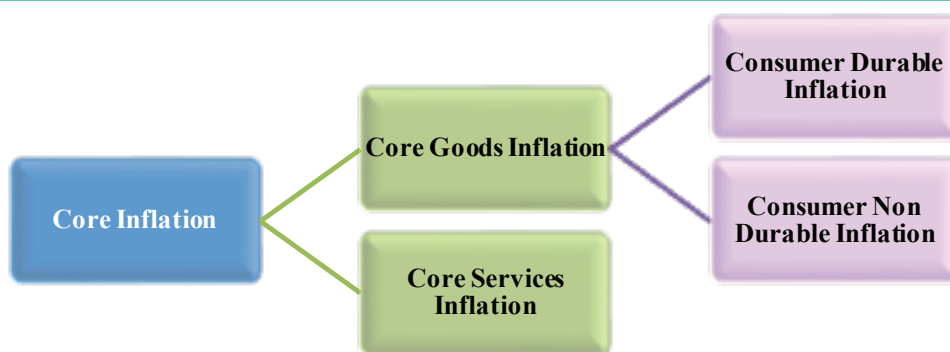 Core Inflation
Core Goods Inflation
Core Services
Inflation
Consumer Durable
Inflation
Consumer Non
Durable Inflation